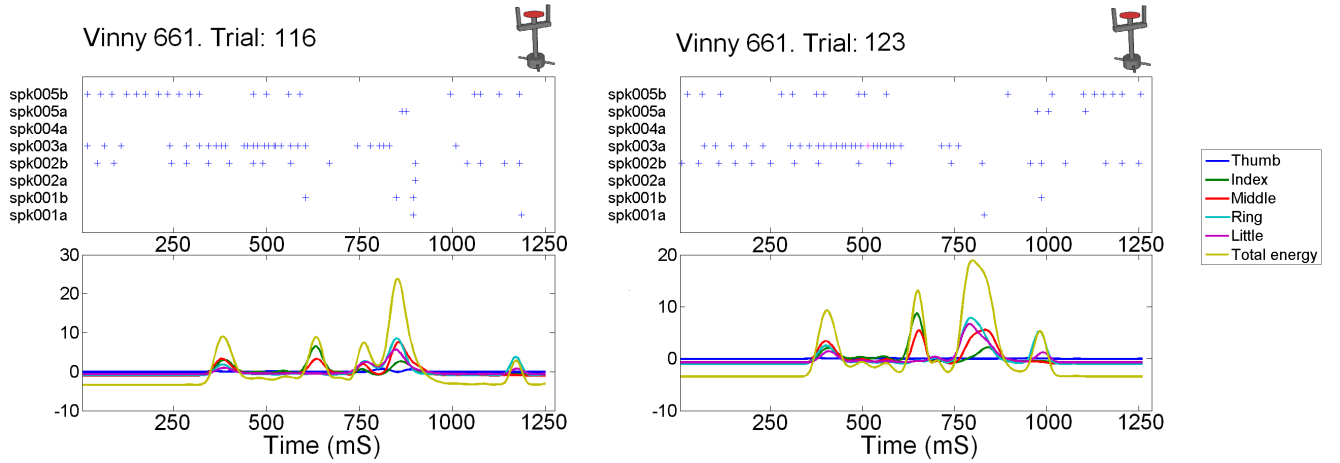 Vinny 661. Trial: 116
spk005b
spk005a
spk004a
spk003a
spk002b
spk002a
spk001b
spk001a
250 500 750 1000 1250
30
20
10
0
-10
250 500 750 1000 1250
Time (mS)
Vinny 661. Trial: 123
spk005b
spk005a
spk004a
spk003a
spk002b
spk002a
spk001b
spk001a
250 500 750 1000 1250
20
10
0
-10
250 500 750 1000 1250
Time (mS)
Thumb
Index
Middle
Ring
Little
Total energy